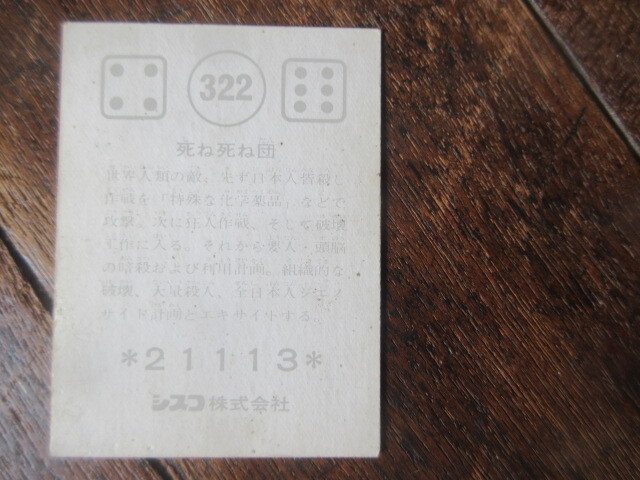 322
死ね死ね団
世界人類の敵、先ず日本人皆殺し
作戦を「特殊な化学薬品」などで
攻撃、次に狂人作戦。そして破壊
工作に入る。それから要人・頭脳
の暗殺および利用計画。組織的な
破壊、大量殺人、全日本人ジェノ
サイド計画とエキサイトする。
*21113*
シスコ株式会社